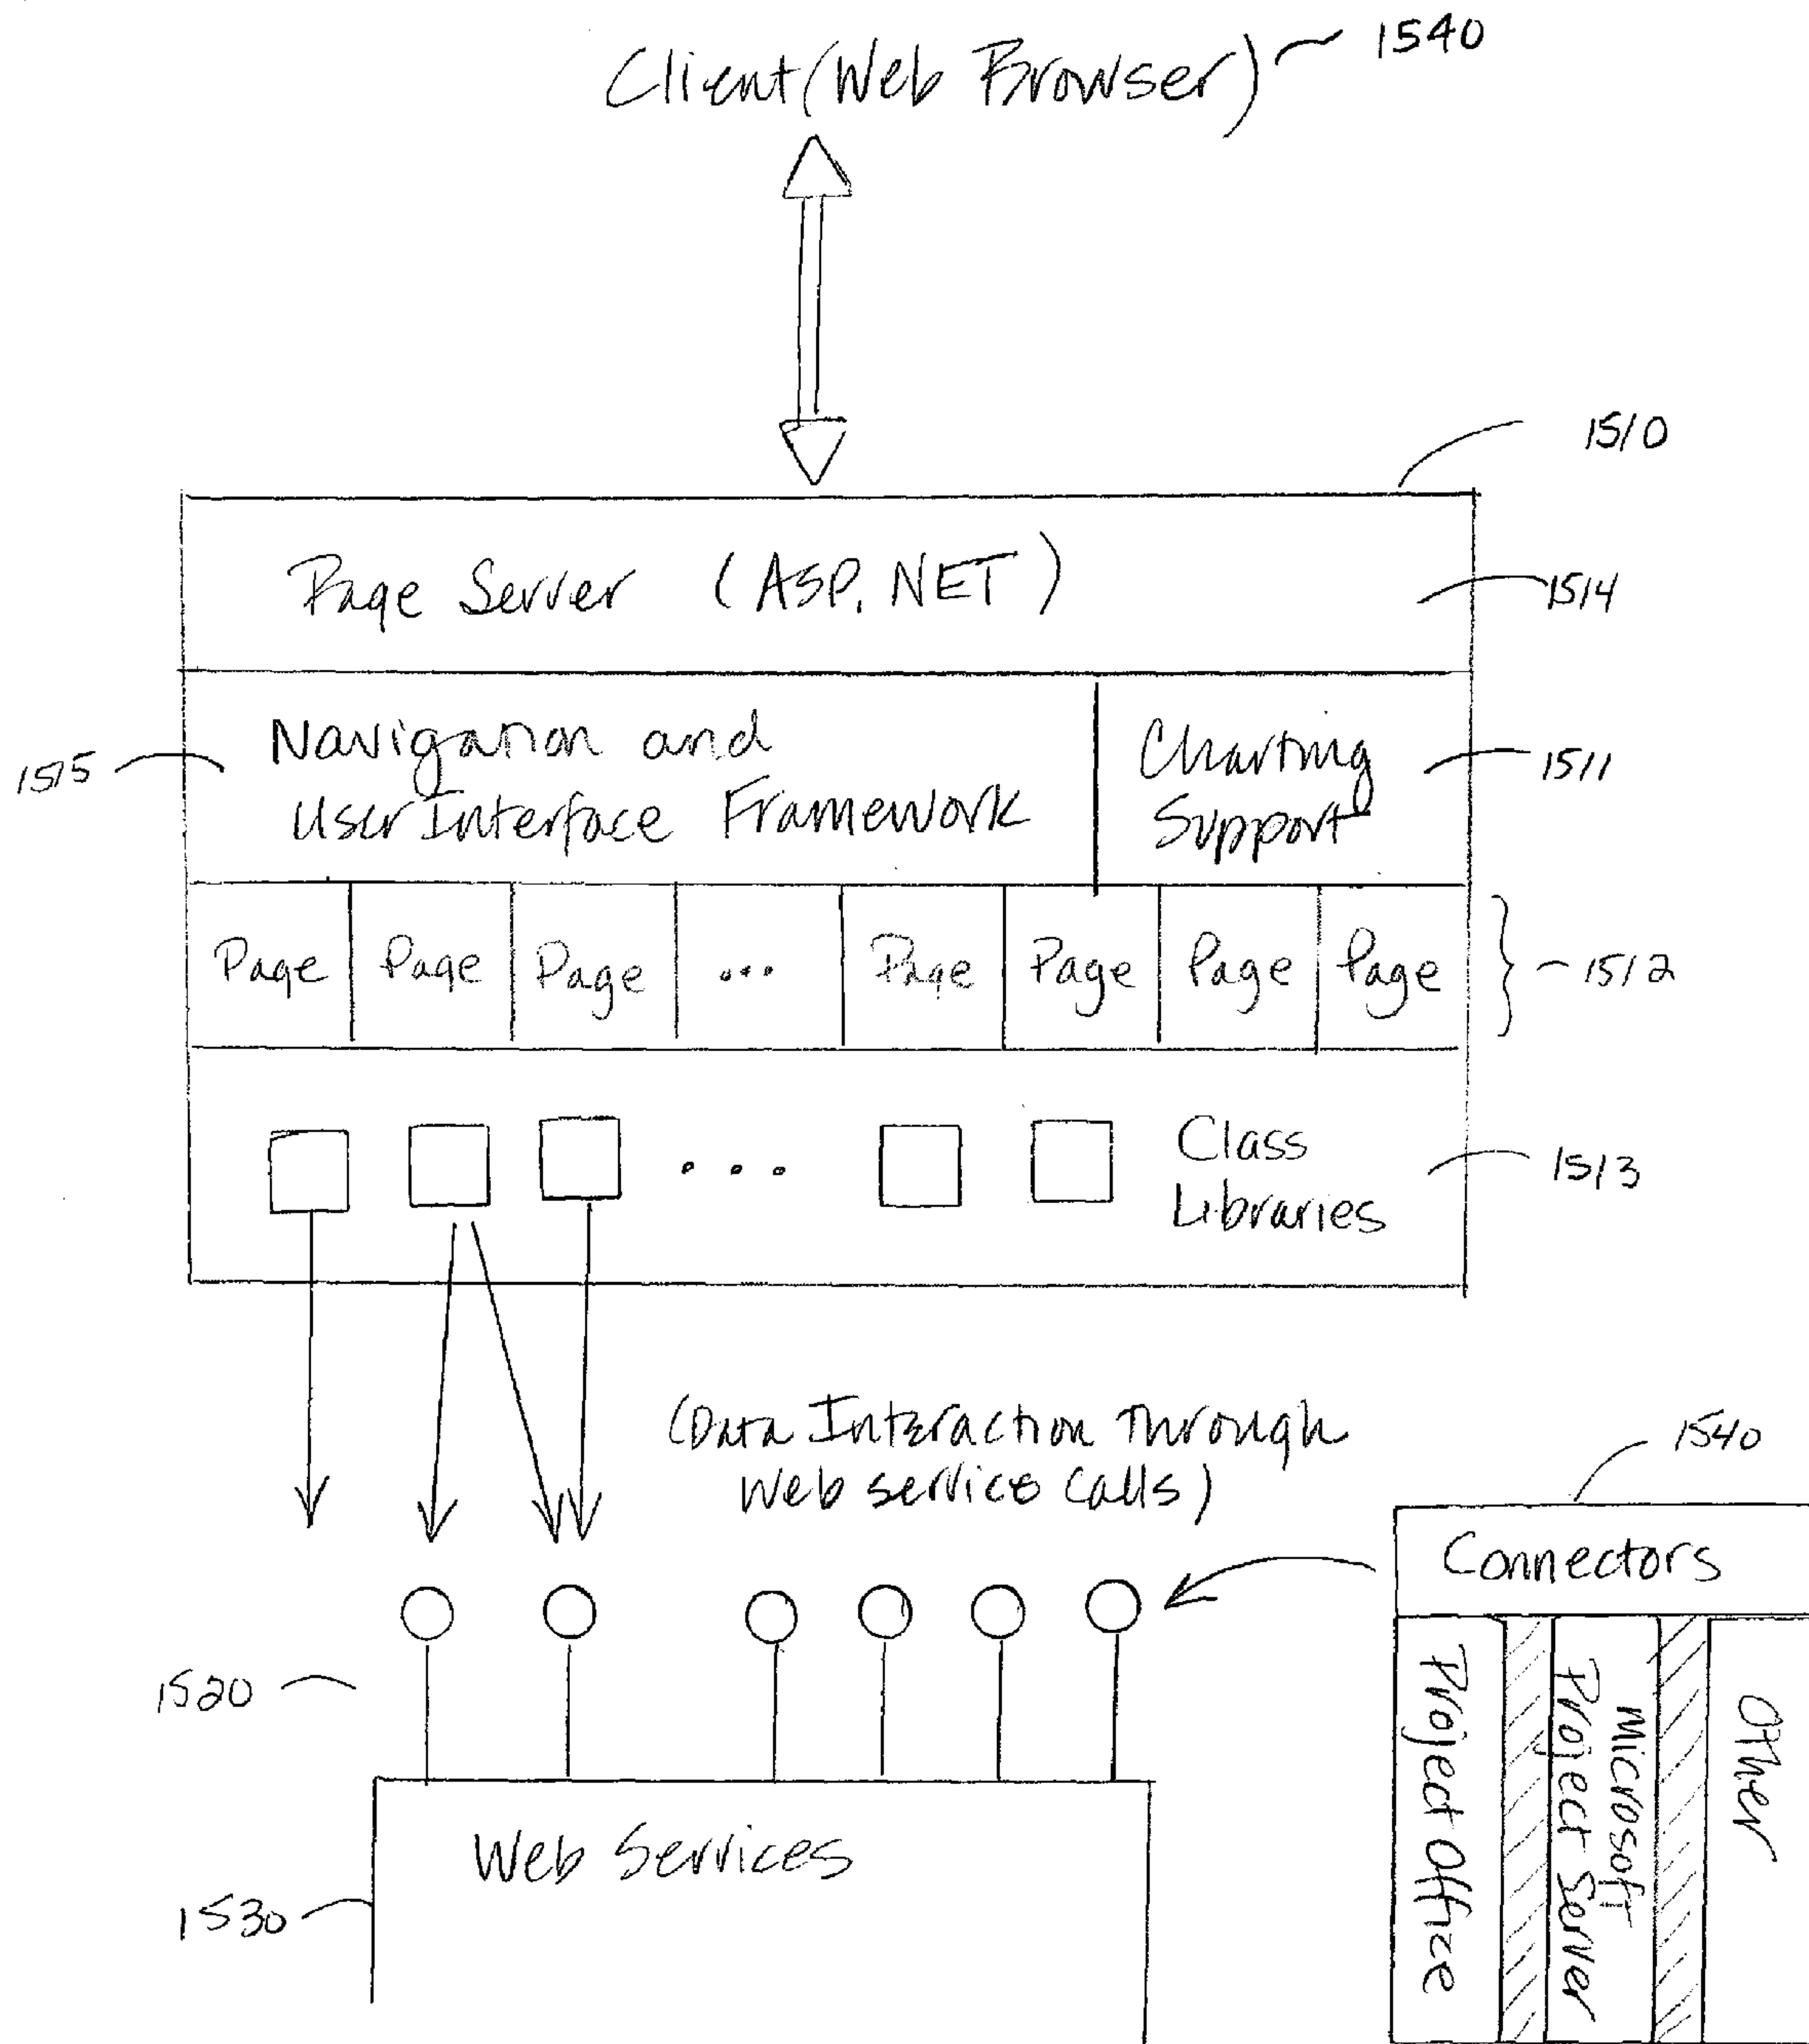 Client (Web Browser) 1540
1510
Page Server (ASP.NET)
1514
1515
Navigation and
User Interface Framework
Charting
Support
1511
Page Page Page ... Page Page Page Page
1512
...
Class
Libraries
1513
(Data Interaction Through
Web service Calls)
1540
Connectors
1520
Project Office
Microsoft
Project Server
Other
Web Services
1530